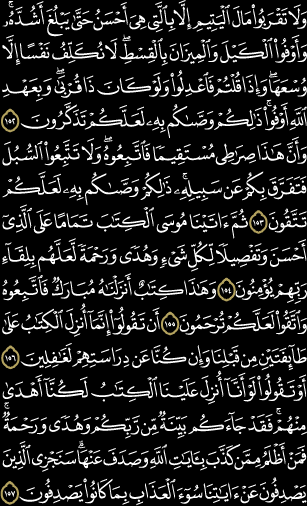 وَلَا تَقْرَبُوا۟ مَالَ ٱلْيَتِيمِ إِلَّا بِٱلَّتِى هِىَ أَحْسَنُ حَتَّىٰ يَبْلُغَ أَشُدَّهُۥ
وَأَوْفُوا۟ ٱلْكَيْلَ وَٱلْمِيزَانَ بِٱلْقِسْطِ لَا نُكَلِّفُ نَفْسًا إِلَّا
وُسْعَهَا وَإِذَا قُلْتُمْ فَٱعْدِلُوا۟ وَلَوْ كَانَ ذَا قُرْبَىٰ وَبِعَهْدِ
ٱللَّهِ أَوْفُوا۟ ذَٰلِكُمْ وَصَّىٰكُم بِهِۦ لَعَلَّكُمْ تَذَكَّرُونَ ١٥٢
وَأَنَّ هَٰذَا صِرَٰطِى مُسْتَقِيمًا فَٱتَّبِعُوهُ وَلَا تَتَّبِعُوا۟ ٱلسُّبُلَ
فَتَفَرَّقَ بِكُمْ عَن سَبِيلِهِۦ ذَٰلِكُمْ وَصَّىٰكُم بِهِۦ لَعَلَّكُمْ
تَتَّقُونَ ١٥٣ ثُمَّ ءَاتَيْنَا مُوسَى ٱلْكِتَٰبَ تَمَامًا عَلَى ٱلَّذِىٓ
أَحْسَنَ وَتَفْصِيلًا لِّكُلِّ شَىْءٍ وَهُدًى وَرَحْمَةً لَّعَلَّهُم بِلِقَآءِ
رَبِّهِمْ يُؤْمِنُونَ ١٥٤ وَهَٰذَا كِتَٰبٌ أَنزَلْنَٰهُ مُبَارَكٌ فَٱتَّبِعُوهُ
وَٱتَّقُوا۟ لَعَلَّكُمْ تُرْحَمُونَ ١٥٥ أَن تَقُولُوٓا۟ إِنَّمَآ أُنزِلَ ٱلْكِتَٰبُ عَلَىٰ
طَآئِفَتَيْنِ مِن قَبْلِنَا وَإِن كُنَّا عَن دِرَاسَتِهِمْ لَغَٰفِلِينَ ١٥٦
أَوْ تَقُولُوا۟ لَوْ أَنَّآ أُنزِلَ عَلَيْنَا ٱلْكِتَٰبُ لَكُنَّآ أَهْدَىٰ
مِنْهُمْ فَقَدْ جَآءَكُم بَيِّنَةٌ مِّن رَّبِّكُمْ وَهُدًى وَرَحْمَةٌ
فَمَنْ أَظْلَمُ مِمَّن كَذَّبَ بِـَٔايَٰتِ ٱللَّهِ وَصَدَفَ عَنْهَا سَنَجْزِى ٱلَّذِينَ
يَصْدِفُونَ عَنْ ءَايَٰتِنَا سُوٓءَ ٱلْعَذَابِ بِمَا كَانُوا۟ يَصْدِفُونَ ١٥٧